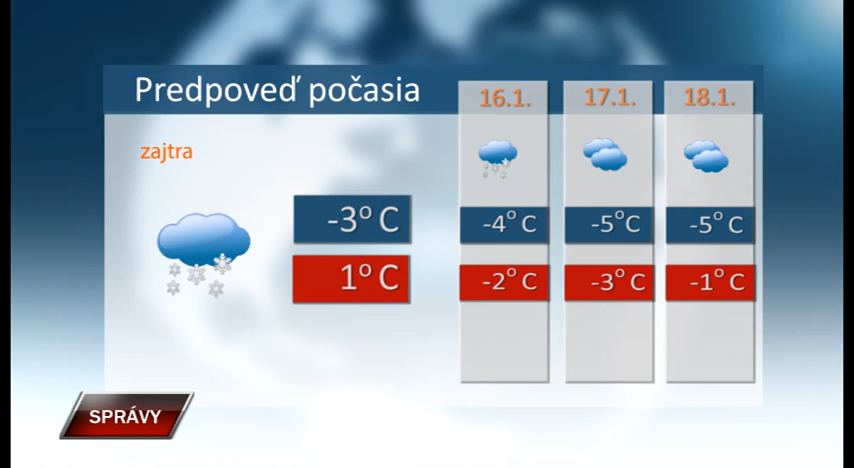 Predpoveď počasia
zajtra
-3° C
1° C
16.1.
-4° C
-2° C
17.1.
-5°C
-3° C
18.1.
-5° C
-1° C
SPRÁVY